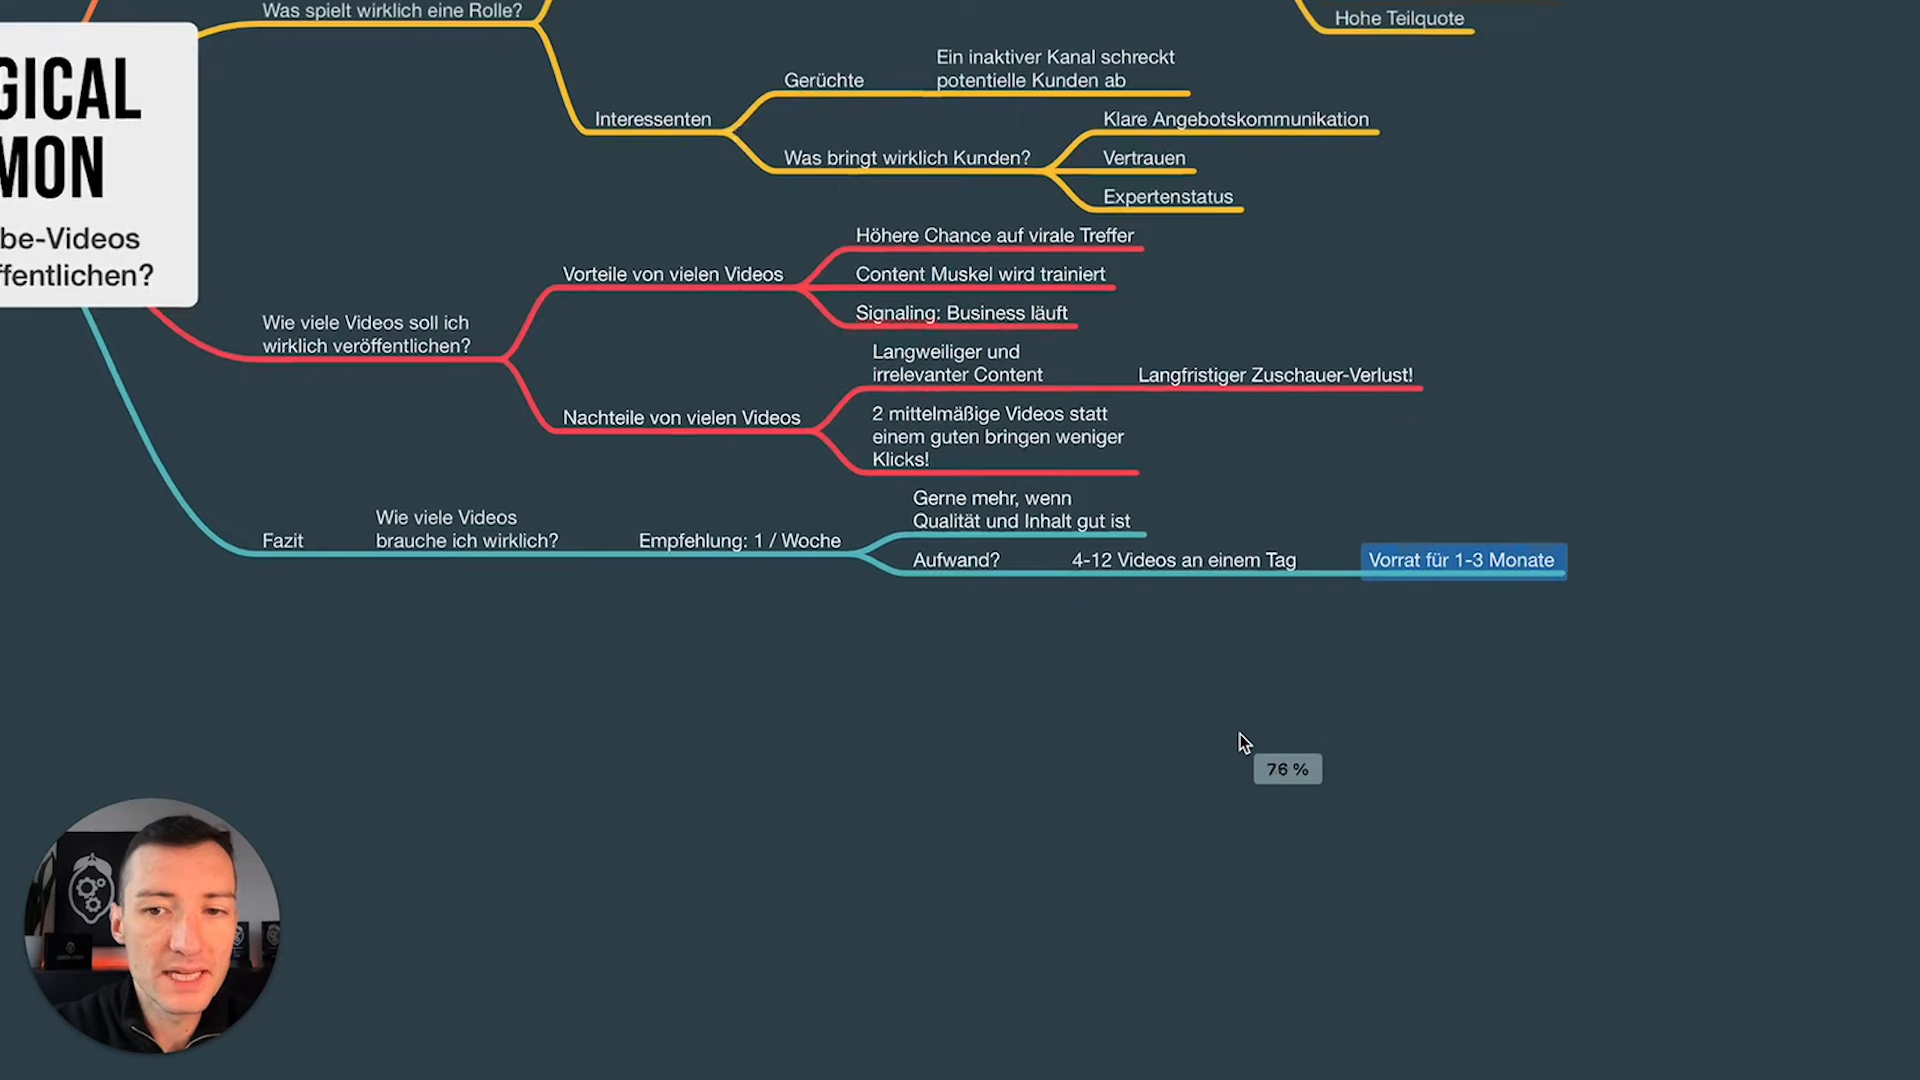 Was spielt wirklich eine Rolle?
Hohe Teilquote
GICAL
MON
be-Videos
ffentlichen?
Interessenten
Gerüchte
Ein inaktiver Kanal schreckt
potentielle Kunden ab
Was bringt wirklich Kunden?
Klare Angebotskommunikation
Vertrauen
Expertenstatus
Wie viele Videos soll ich
wirklich veröffentlichen?
Vorteile von vielen Videos
Höhere Chance auf virale Treffer
Content Muskel wird trainiert
Signaling: Business läuft
Nachteile von vielen Videos
Langweiliger und
irrelevanter Content
Langfristiger Zuschauer-Verlust!
2 mittelmäßige Videos statt
einem guten bringen weniger
Klicks!
Fazit
Wie viele Videos
brauche ich wirklich?
Empfehlung: 1 / Woche
Gerne mehr, wenn
Qualität und Inhalt gut ist
Aufwand?
4-12 Videos an einem Tag
Vorrat für 1-3 Monate
76 %